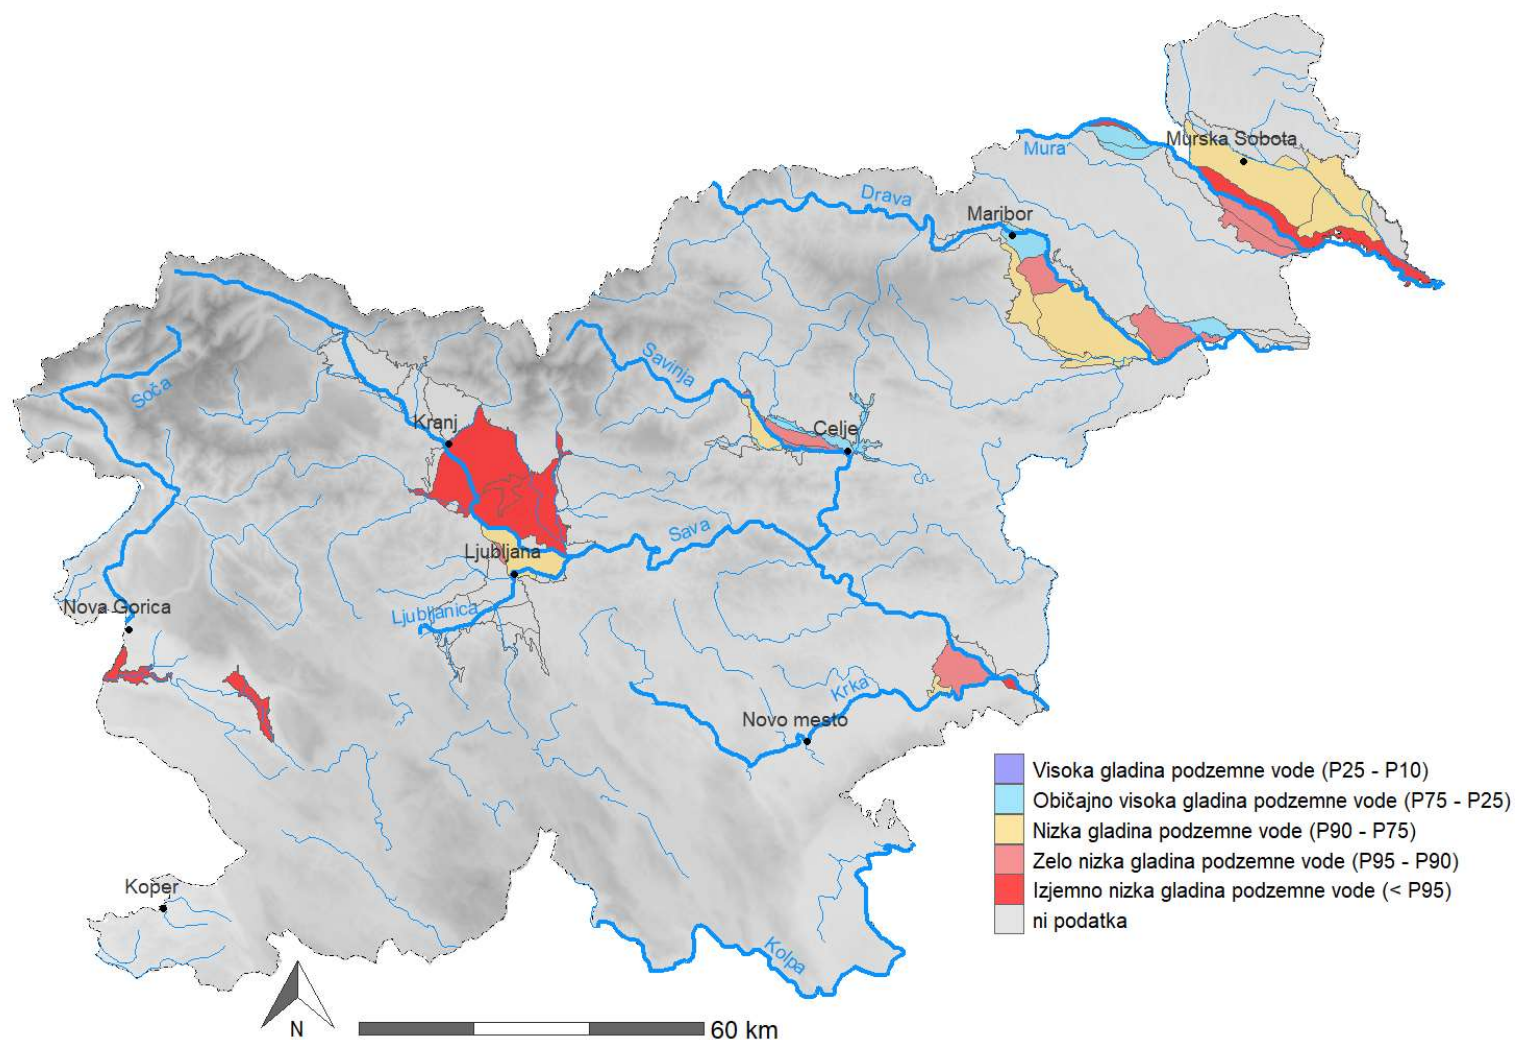 Murska Sobota
Mura
Drava
Maribor
Soča
Savinja
Kranj
Celje
Sava
Ljubljana
Nova Gorica
Ljubljanica
Krka
Novo mesto
Visoka gladina podzemne vode (P25 - P10)
Običajno visoka gladina podzemne vode (P75 - P25)
Nizka gladina podzemne vode (P90 - P75)
Zelo nizka gladina podzemne vode (P95 - P90)
Izjemno nizka gladina podzemne vode (< P95)
ni podatka
Koper
Kolpa
N
60 km